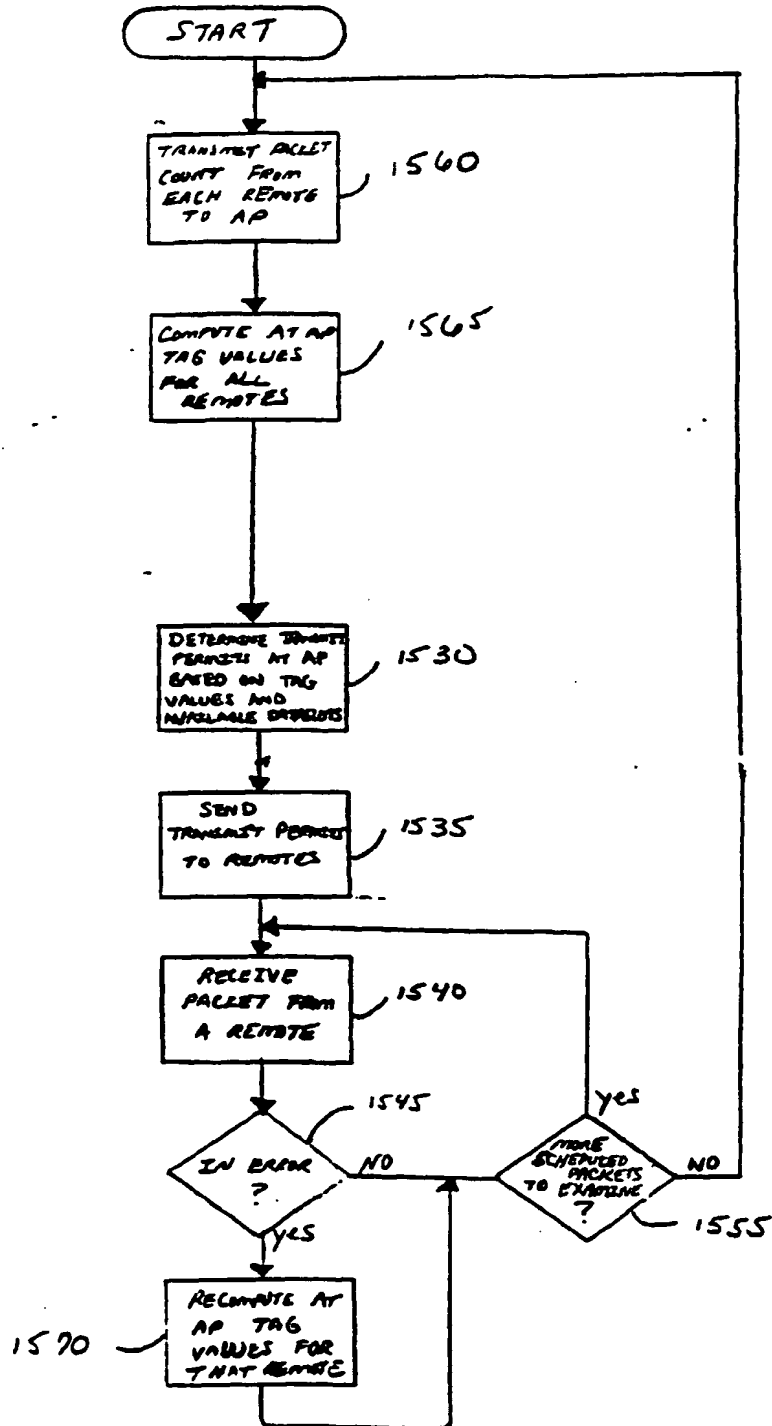 START
TRANSMIT PACKET
COUNT FROM
EACH REMOTE
TO AP
1560
COMPUTE AT AP
TAG VALUES
FOR ALL
REMOTES
1565
DETERMINE TRANSMIT
PERMITS AT AP
BASED ON TAG
VALUES AND
AVAILABLE DATASLOTS
1530
SEND
TRANSMIT PERMITS
TO REMOTES
1535
RECEIVE
PACKET FROM
A REMOTE
1540
IN ERROR
?
1545
NO
yes
MORE
SCHEDULED
PACKETS
TO EXAMINE
?
yes
NO
1555
RECOMPUTE AT
AP TAG
VALUES FOR
THAT REMOTE
1570